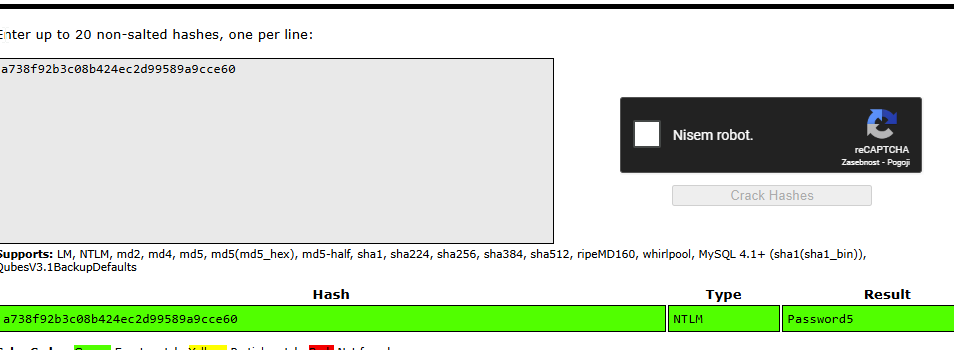 Enter up to 20 non-salted hashes, one per line:
a738f92b3c08b424ec2d99589a9cce60
Nisem robot.
reCAPTCHA
Zasebnost - Pogoji
Crack Hashes
Supports: LM, NTLM, md2, md4, md5, md5(md5_hex), md5-half, sha1, sha224, sha256, sha384, sha512, ripeMD160, whirlpool, MySQL 4.1+ (sha1(sha1_bin)),
QubesV3.1BackupDefaults
Hash Type Result
a738f92b3c08b424ec2d99589a9cce60 NTLM Password5